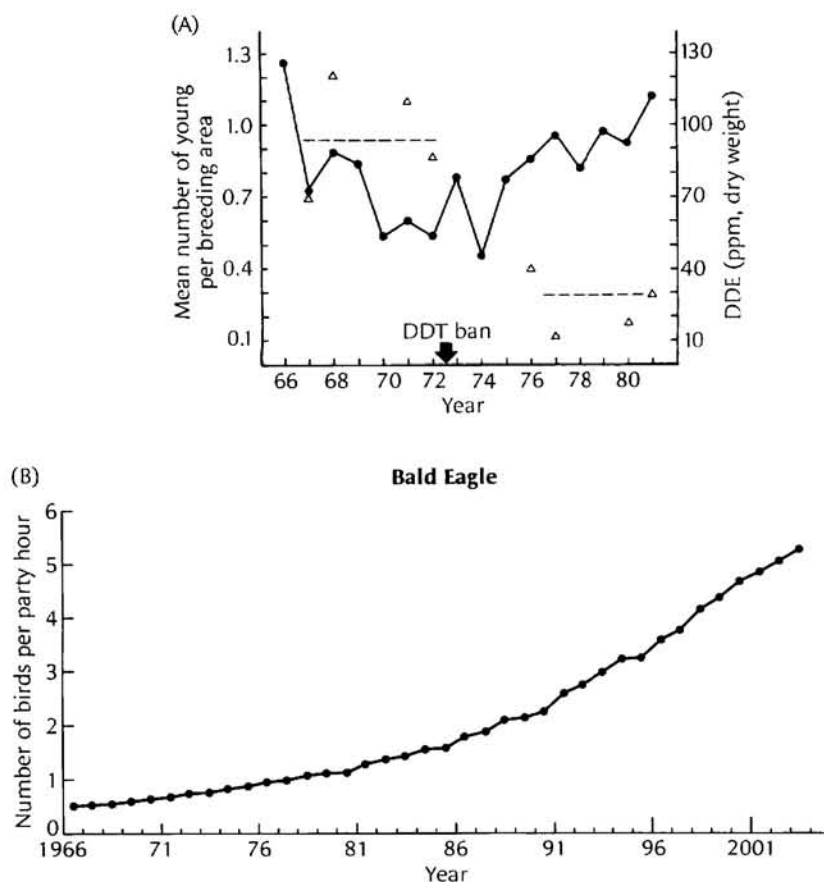 (A)
1.3
1.0
0.7
0.4
0.1
Mean number of young
per breeding area
130
100
70
40
10
DDE (ppm, dry weight)
DDT ban
66 68 70 72 74 76 78 80
Year
(B)
Bald Eagle
6
5
4
3
2
1
0
Number of birds per party hour
1966 71 76 81 86 91 96 2001
Year